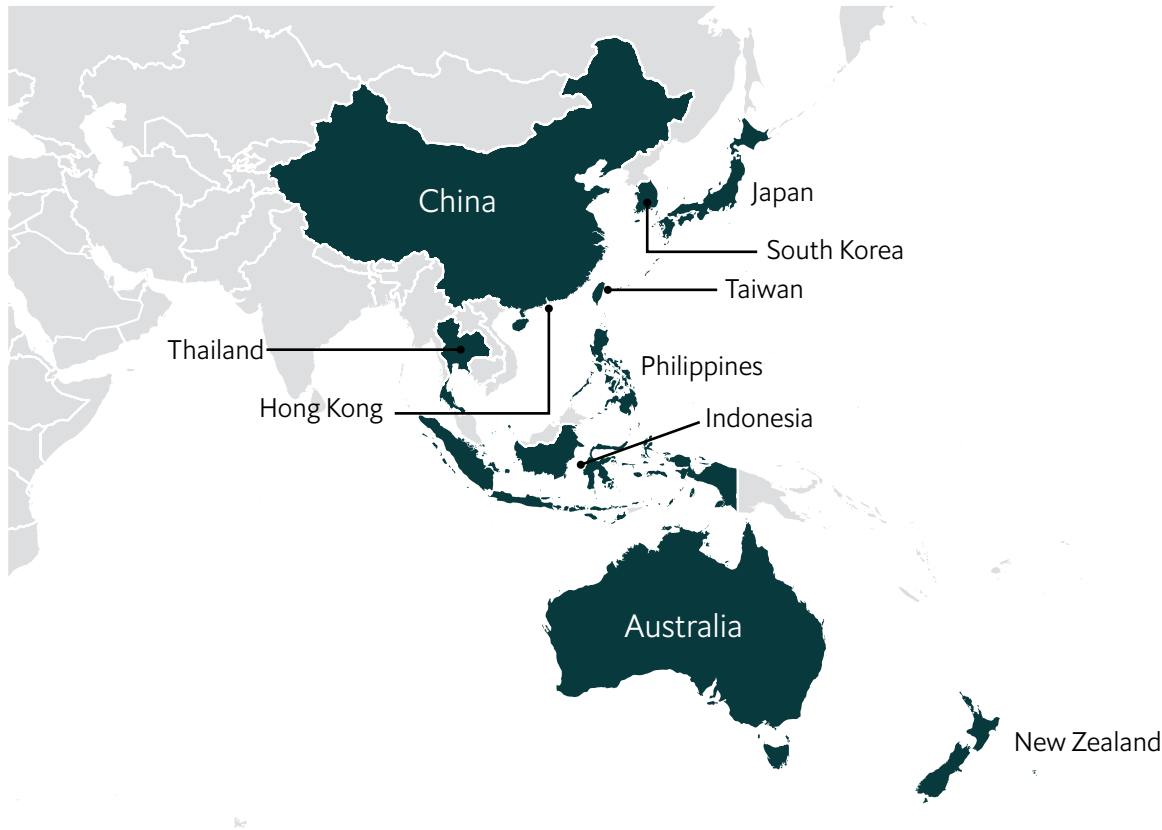 China
Japan
South Korea
Taiwan
Thailand
Philippines
Hong Kong
Indonesia
Australia
New Zealand